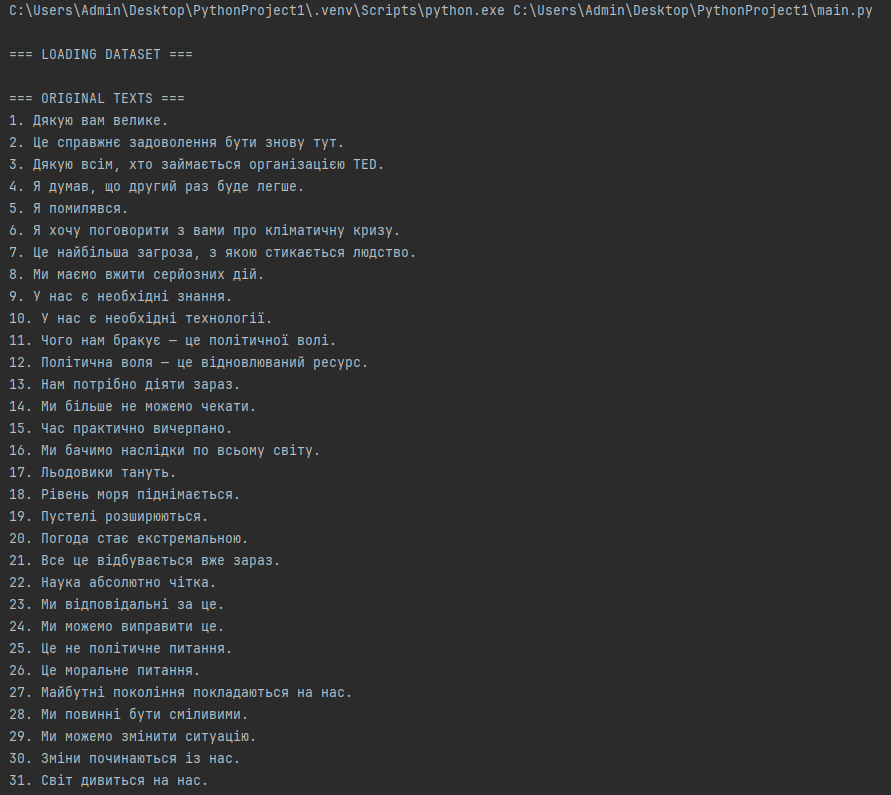 C:\Users\Admin\Desktop\PythonProject1\.venv\Scripts\python.exe C:\Users\Admin\Desktop\PythonProject1\main.py
=== LOADING DATASET ===
=== ORIGINAL TEXTS ===
1. Дякую вам велике.
2. Це справжнє задоволення бути знову тут.
3. Дякую всім, хто займається організацією TED.
4. Я думав, що другий раз буде легше.
5. Я помилявся.
6. Я хочу поговорити з вами про кліматичну кризу.
7. Це найбільша загроза, з якою стикається людство.
8. Ми маємо вжити серйозних дій.
9. У нас є необхідні знання.
10. У нас є необхідні технології.
11. Чого нам бракує — це політичної волі.
12. Політична воля — це відновлюваний ресурс.
13. Нам потрібно діяти зараз.
14. Ми більше не можемо чекати.
15. Час практично вичерпано.
16. Ми бачимо наслідки по всьому світу.
17. Льодовики тануть.
18. Рівень моря піднімається.
19. Пустелі розширюються.
20. Погода стає екстремальною.
21. Все це відбувається вже зараз.
22. Наука абсолютно чітка.
23. Ми відповідальні за це.
24. Ми можемо виправити це.
25. Це не політичне питання.
26. Це моральне питання.
27. Майбутні покоління покладаються на нас.
28. Ми повинні бути сміливими.
29. Ми можемо змінити ситуацію.
30. Зміни починаються із нас.
31. Світ дивиться на нас.